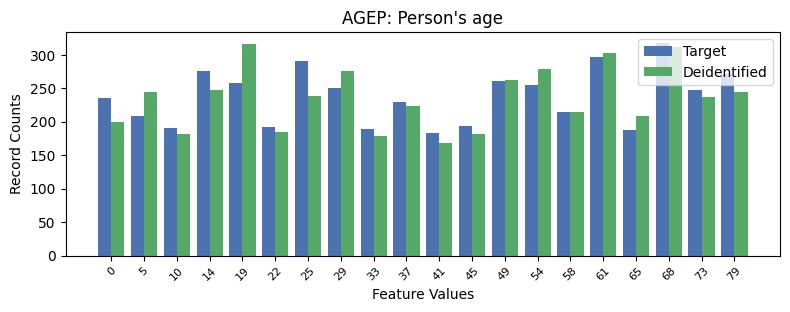 AGEP: Person's age
Record Counts
300
250
200
150
100
50
0
Target
Deidentified
0 5 10 14 19 22 25 29 33 37 41 45 49 54 58 61 65 68 73 79
Feature Values